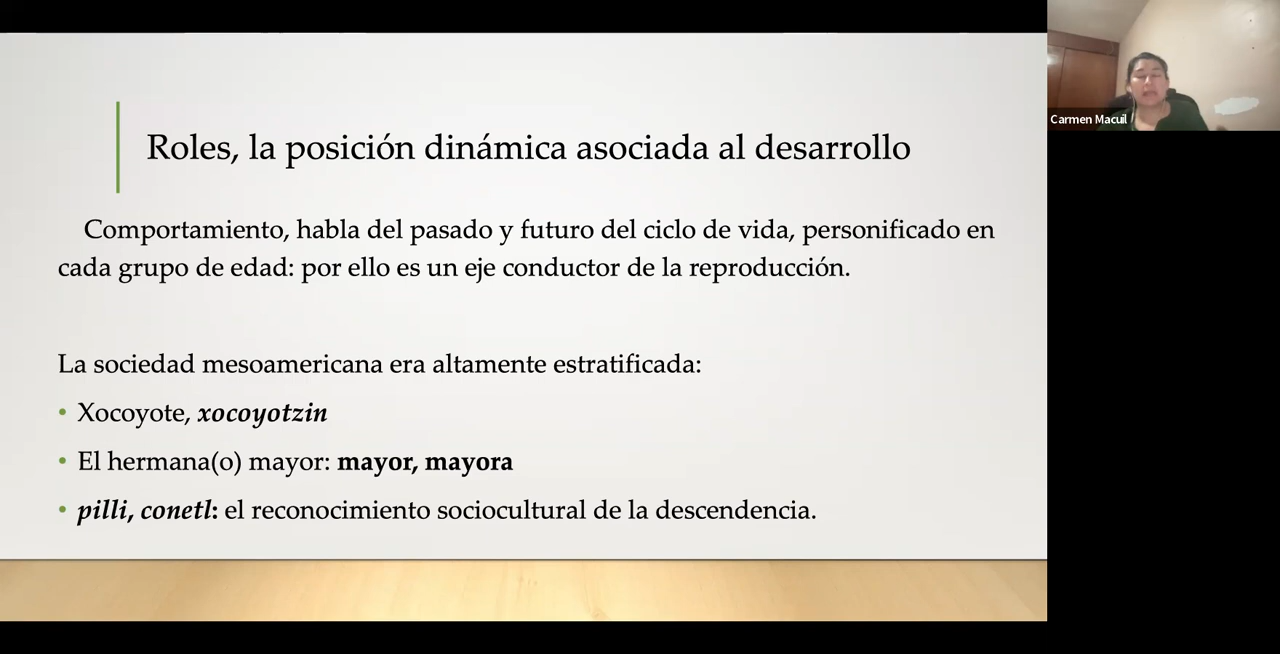 Roles, la posición dinámica asociada al desarrollo
Comportamiento, habla del pasado y futuro del ciclo de vida, personificado en
cada grupo de edad: por ello es un eje conductor de la reproducción.
La sociedad mesoamericana era altamente estratificada:
• Xocoyote, xocoyotzin
• El hermana(o) mayor: mayor, mayora
• pilli, conetl: el reconocimiento sociocultural de la descendencia.
Carmen Macuil